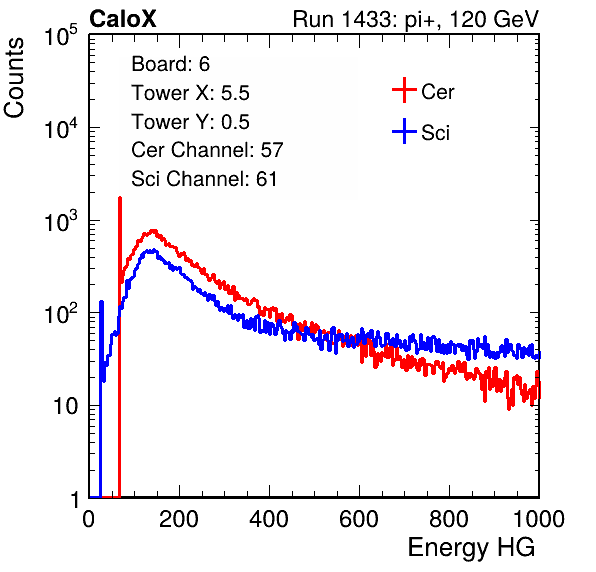 CaloX Run 1433: pi+, 120 GeV
Counts
Board: 6
Tower X: 5.5
Tower Y: 0.5
Cer Channel: 57
Sci Channel: 61
Cer
Sci
10^5
10^4
10^3
10^2
10
1
0 200 400 600 800 1000
Energy HG